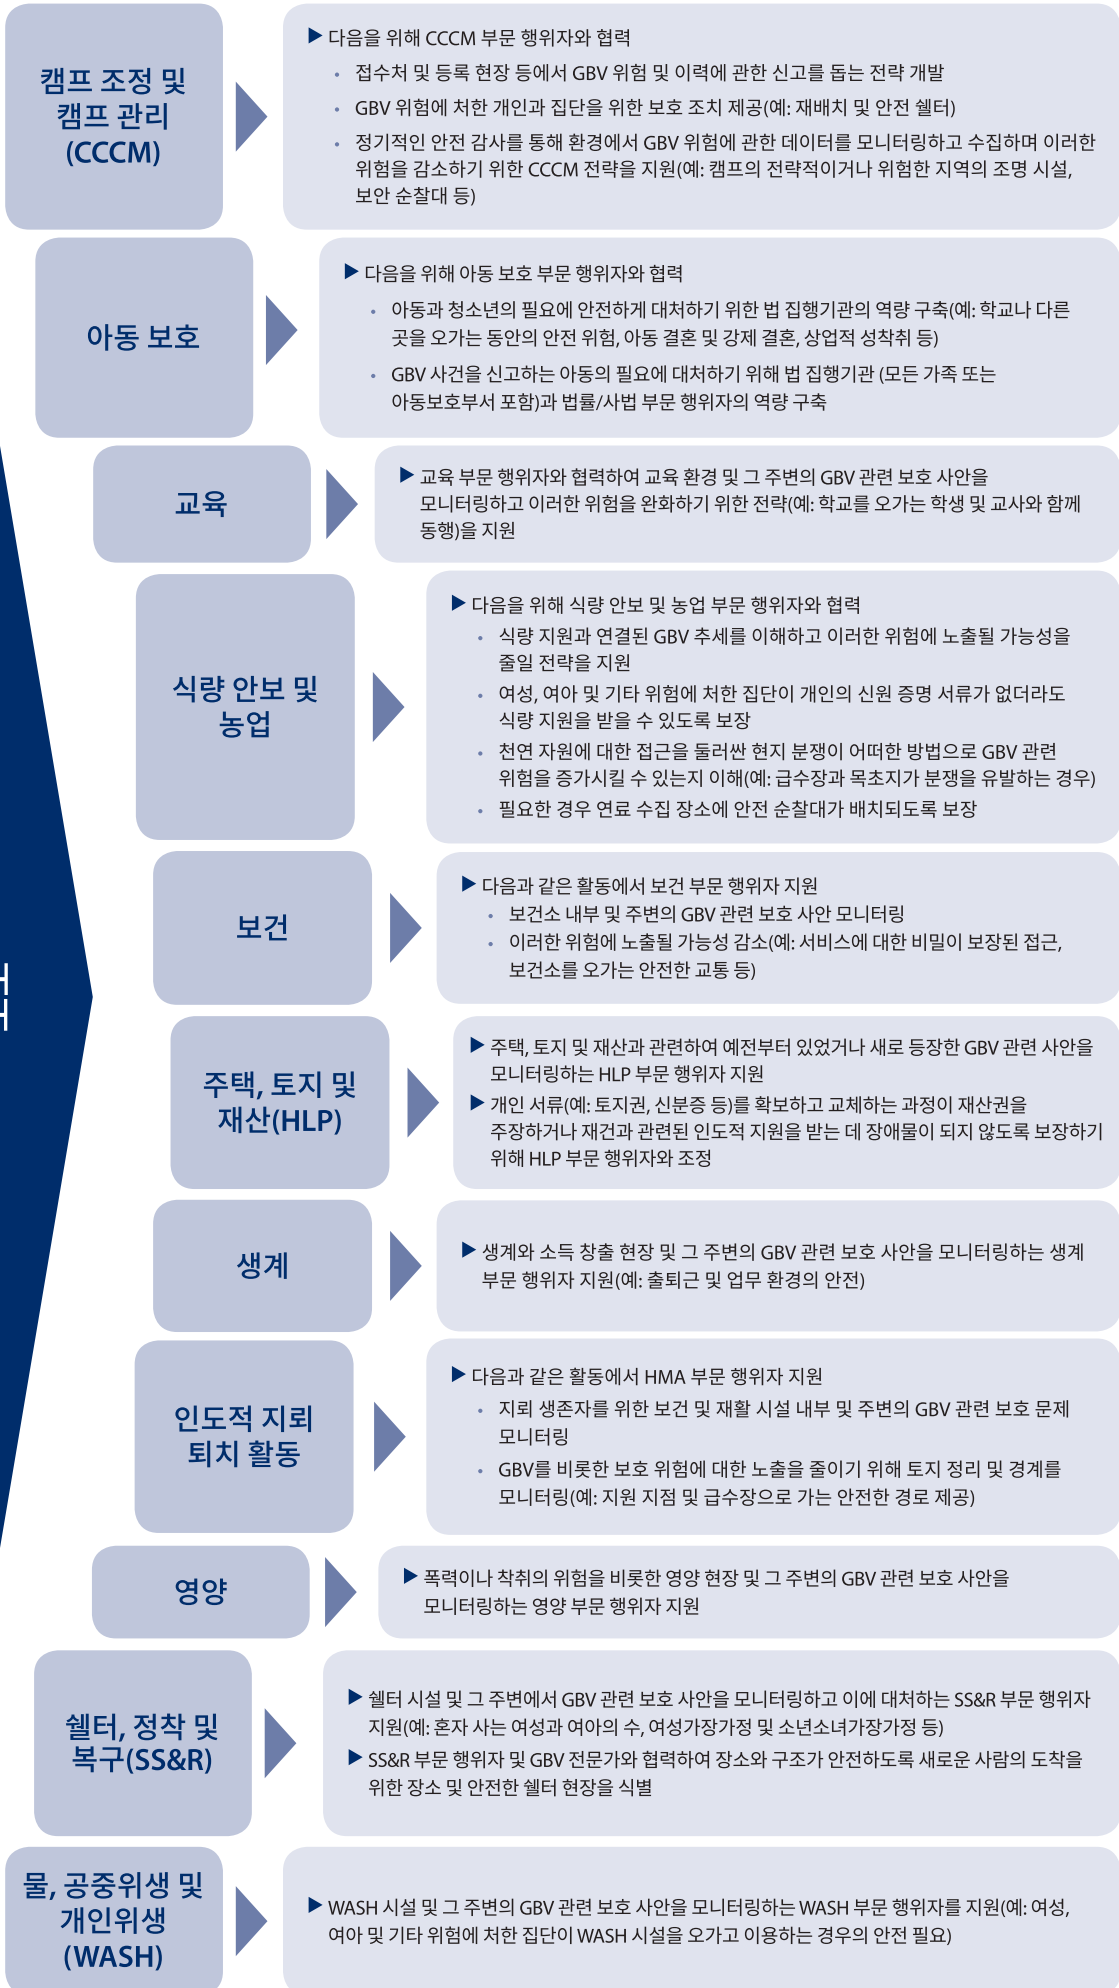 캠프 조정 및
캠프 관리
(CCCM)
▶ 다음을 위해 CCCM 부문 행위자와 협력
• 접수처 및 등록 현장 등에서 GBV 위험 및 이력에 관한 신고를 돕는 전략 개발
• GBV 위험에 처한 개인과 집단을 위한 보호 조치 제공(예: 재배치 및 안전 쉘터)
• 정기적인 안전 감사를 통해 환경에서 GBV 위험에 관한 데이터를 모니터링하고 수집하며 이러한
위험을 감소하기 위한 CCCM 전략을 지원(예: 캠프의 전략적이거나 위험한 지역의 조명 시설,
보안 순찰대 등)
아동 보호
▶ 다음을 위해 아동 보호 부문 행위자와 협력
• 아동과 청소년의 필요에 안전하게 대처하기 위한 법 집행기관의 역량 구축(예: 학교나 다른
곳을 오가는 동안의 안전 위험, 아동 결혼 및 강제 결혼, 상업적 성착취 등)
• GBV 사건을 신고하는 아동의 필요에 대처하기 위해 법 집행기관 (모든 가족 또는
아동보호부서 포함)과 법률/사법 부문 행위자의 역량 구축
교육
▶ 교육 부문 행위자와 협력하여 교육 환경 및 그 주변의 GBV 관련 보호 사안을
모니터링하고 이러한 위험을 완화하기 위한 전략(예: 학교를 오가는 학생 및 교사와 함께
동행)을 지원
식량 안보 및
농업
▶ 다음을 위해 식량 안보 및 농업 부문 행위자와 협력
• 식량 지원과 연결된 GBV 추세를 이해하고 이러한 위험에 노출될 가능성을
줄일 전략을 지원
• 여성, 여아 및 기타 위험에 처한 집단이 개인의 신원 증명 서류가 없더라도
식량 지원을 받을 수 있도록 보장
• 천연 자원에 대한 접근을 둘러싼 현지 분쟁이 어떠한 방법으로 GBV 관련
위험을 증가시킬 수 있는지 이해(예: 급수장과 목초지가 분쟁을 유발하는 경우)
• 필요한 경우 연료 수집 장소에 안전 순찰대가 배치되도록 보장
보건
▶ 다음과 같은 활동에서 보건 부문 행위자 지원
• 보건소 내부 및 주변의 GBV 관련 보호 사안 모니터링
• 이러한 위험에 노출될 가능성 감소(예: 서비스에 대한 비밀이 보장된 접근,
보건소를 오가는 안전한 교통 등)
주택, 토지 및
재산(HLP)
▶ 주택, 토지 및 재산과 관련하여 예전부터 있었거나 새로 등장한 GBV 관련 사안을
모니터링하는 HLP 부문 행위자 지원
▶ 개인 서류(예: 토지권, 신분증 등)를 확보하고 교체하는 과정이 재산권을
주장하거나 재건과 관련된 인도적 지원을 받는 데 장애물이 되지 않도록 보장하기
위해 HLP 부문 행위자와 조정
생계
▶ 생계와 소득 창출 현장 및 그 주변의 GBV 관련 보호 사안을 모니터링하는 생계
부문 행위자 지원(예: 출퇴근 및 업무 환경의 안전)
인도적 지뢰
퇴치 활동
▶ 다음과 같은 활동에서 HMA 부문 행위자 지원
• 지뢰 생존자를 위한 보건 및 재활 시설 내부 및 주변의 GBV 관련 보호 문제
모니터링
• GBV를 비롯한 보호 위험에 대한 노출을 줄이기 위해 토지 정리 및 경계를
모니터링(예: 지원 지점 및 급수장으로 가는 안전한 경로 제공)
영양
▶ 폭력이나 착취의 위험을 비롯한 영양 현장 및 그 주변의 GBV 관련 보호 사안을
모니터링하는 영양 부문 행위자 지원
쉘터, 정착 및
복구(SS&R)
▶ 쉘터 시설 및 그 주변에서 GBV 관련 보호 사안을 모니터링하고 이에 대처하는 SS&R 부문 행위자
지원(예: 혼자 사는 여성과 여아의 수, 여성가장가정 및 소년소녀가장가정 등)
▶ SS&R 부문 행위자 및 GBV 전문가와 협력하여 장소와 구조가 안전하도록 새로운 사람의 도착을
위한 장소 및 안전한 쉘터 현장을 식별
물, 공중위생 및
개인위생
(WASH)
▶ WASH 시설 및 그 주변의 GBV 관련 보호 사안을 모니터링하는 WASH 부문 행위자를 지원(예: 여성,
여아 및 기타 위험에 처한 집단이 WASH 시설을 오가고 이용하는 경우의 안전 필요)